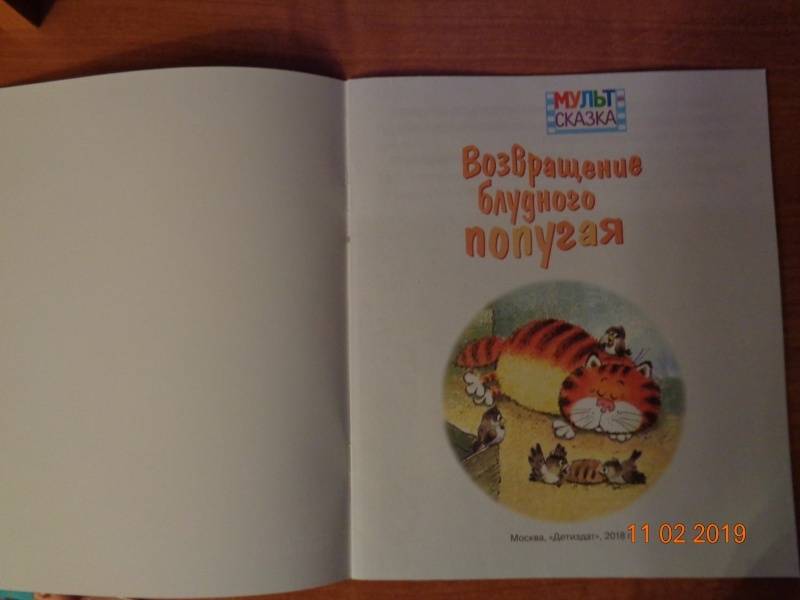 МУЛЬТ
СКАЗКА
Возвращение
блудного
попугая
Москва, «Детиздат», 2018 г.
11 02 2019